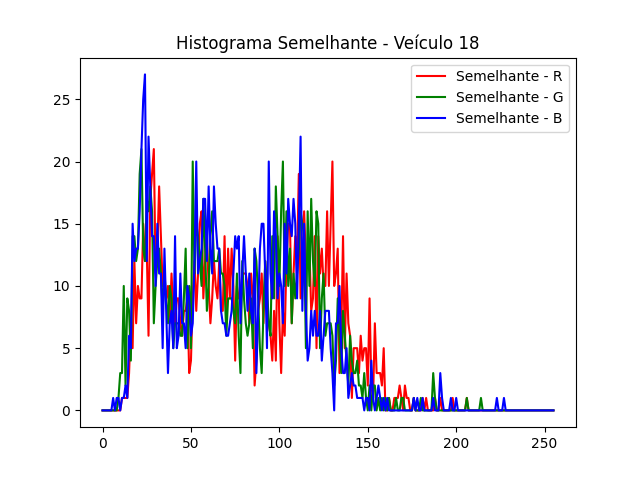 Histograma Semelhante - Veículo 18
Semelhante - R
Semelhante - G
Semelhante - B
25
20
15
10
5
0
0 50 100 150 200 250